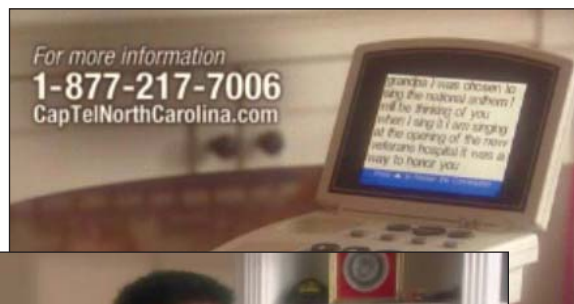 For more information
1-877-217-7006
CapTelNorthCarolina.com
grandpa I was chosen to
sing the national anthem I
will be thinking of you
when I sing it I am singing
at the opening of the new
veterans hospital it was a
way to honor you